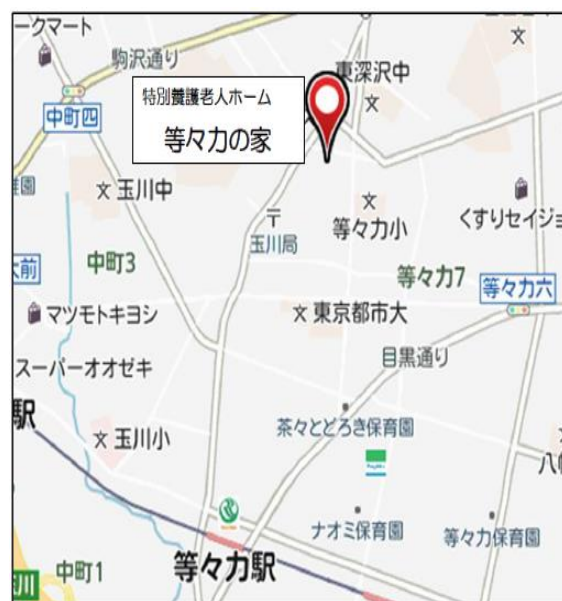 ークマート
駒沢通り
東深沢中
特別養護老人ホーム
等々力の家
中町四
玉川中
等々力小
くすりセイジョ
玉川局
中町3
等々力7
等々力六
大前
マツモトキヨシ
東京都市大
目黒通り
スーパーオオゼキ
駅
茶々とどろき保育園
玉川小
ナオミ保育園
等々力保育園
等々力駅
中町1
川